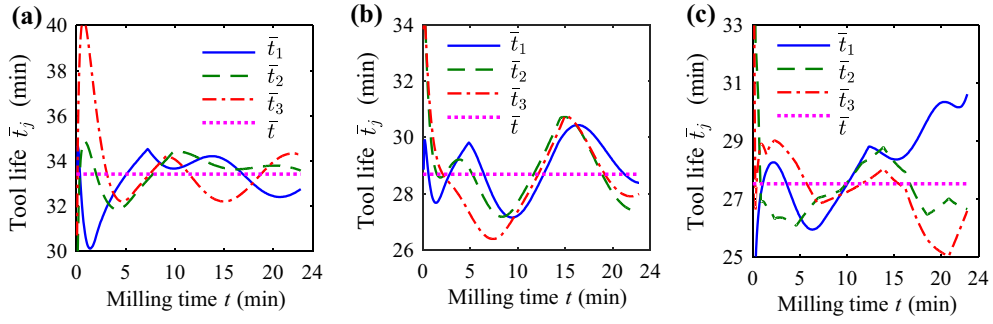 (a)
Tool life t̄j (min)
40
38
36
34
32
30
t̄1
t̄2
t̄3
t̄
0 5 10 15 20 24
Milling time t (min)
(b)
Tool life t̄j (min)
34
32
30
28
26
t̄1
t̄2
t̄3
t̄
0 5 10 15 20 24
Milling time t (min)
(c)
Tool life t̄j (min)
33
31
29
27
25
t̄1
t̄2
t̄3
t̄
0 5 10 15 20 24
Milling time t (min)